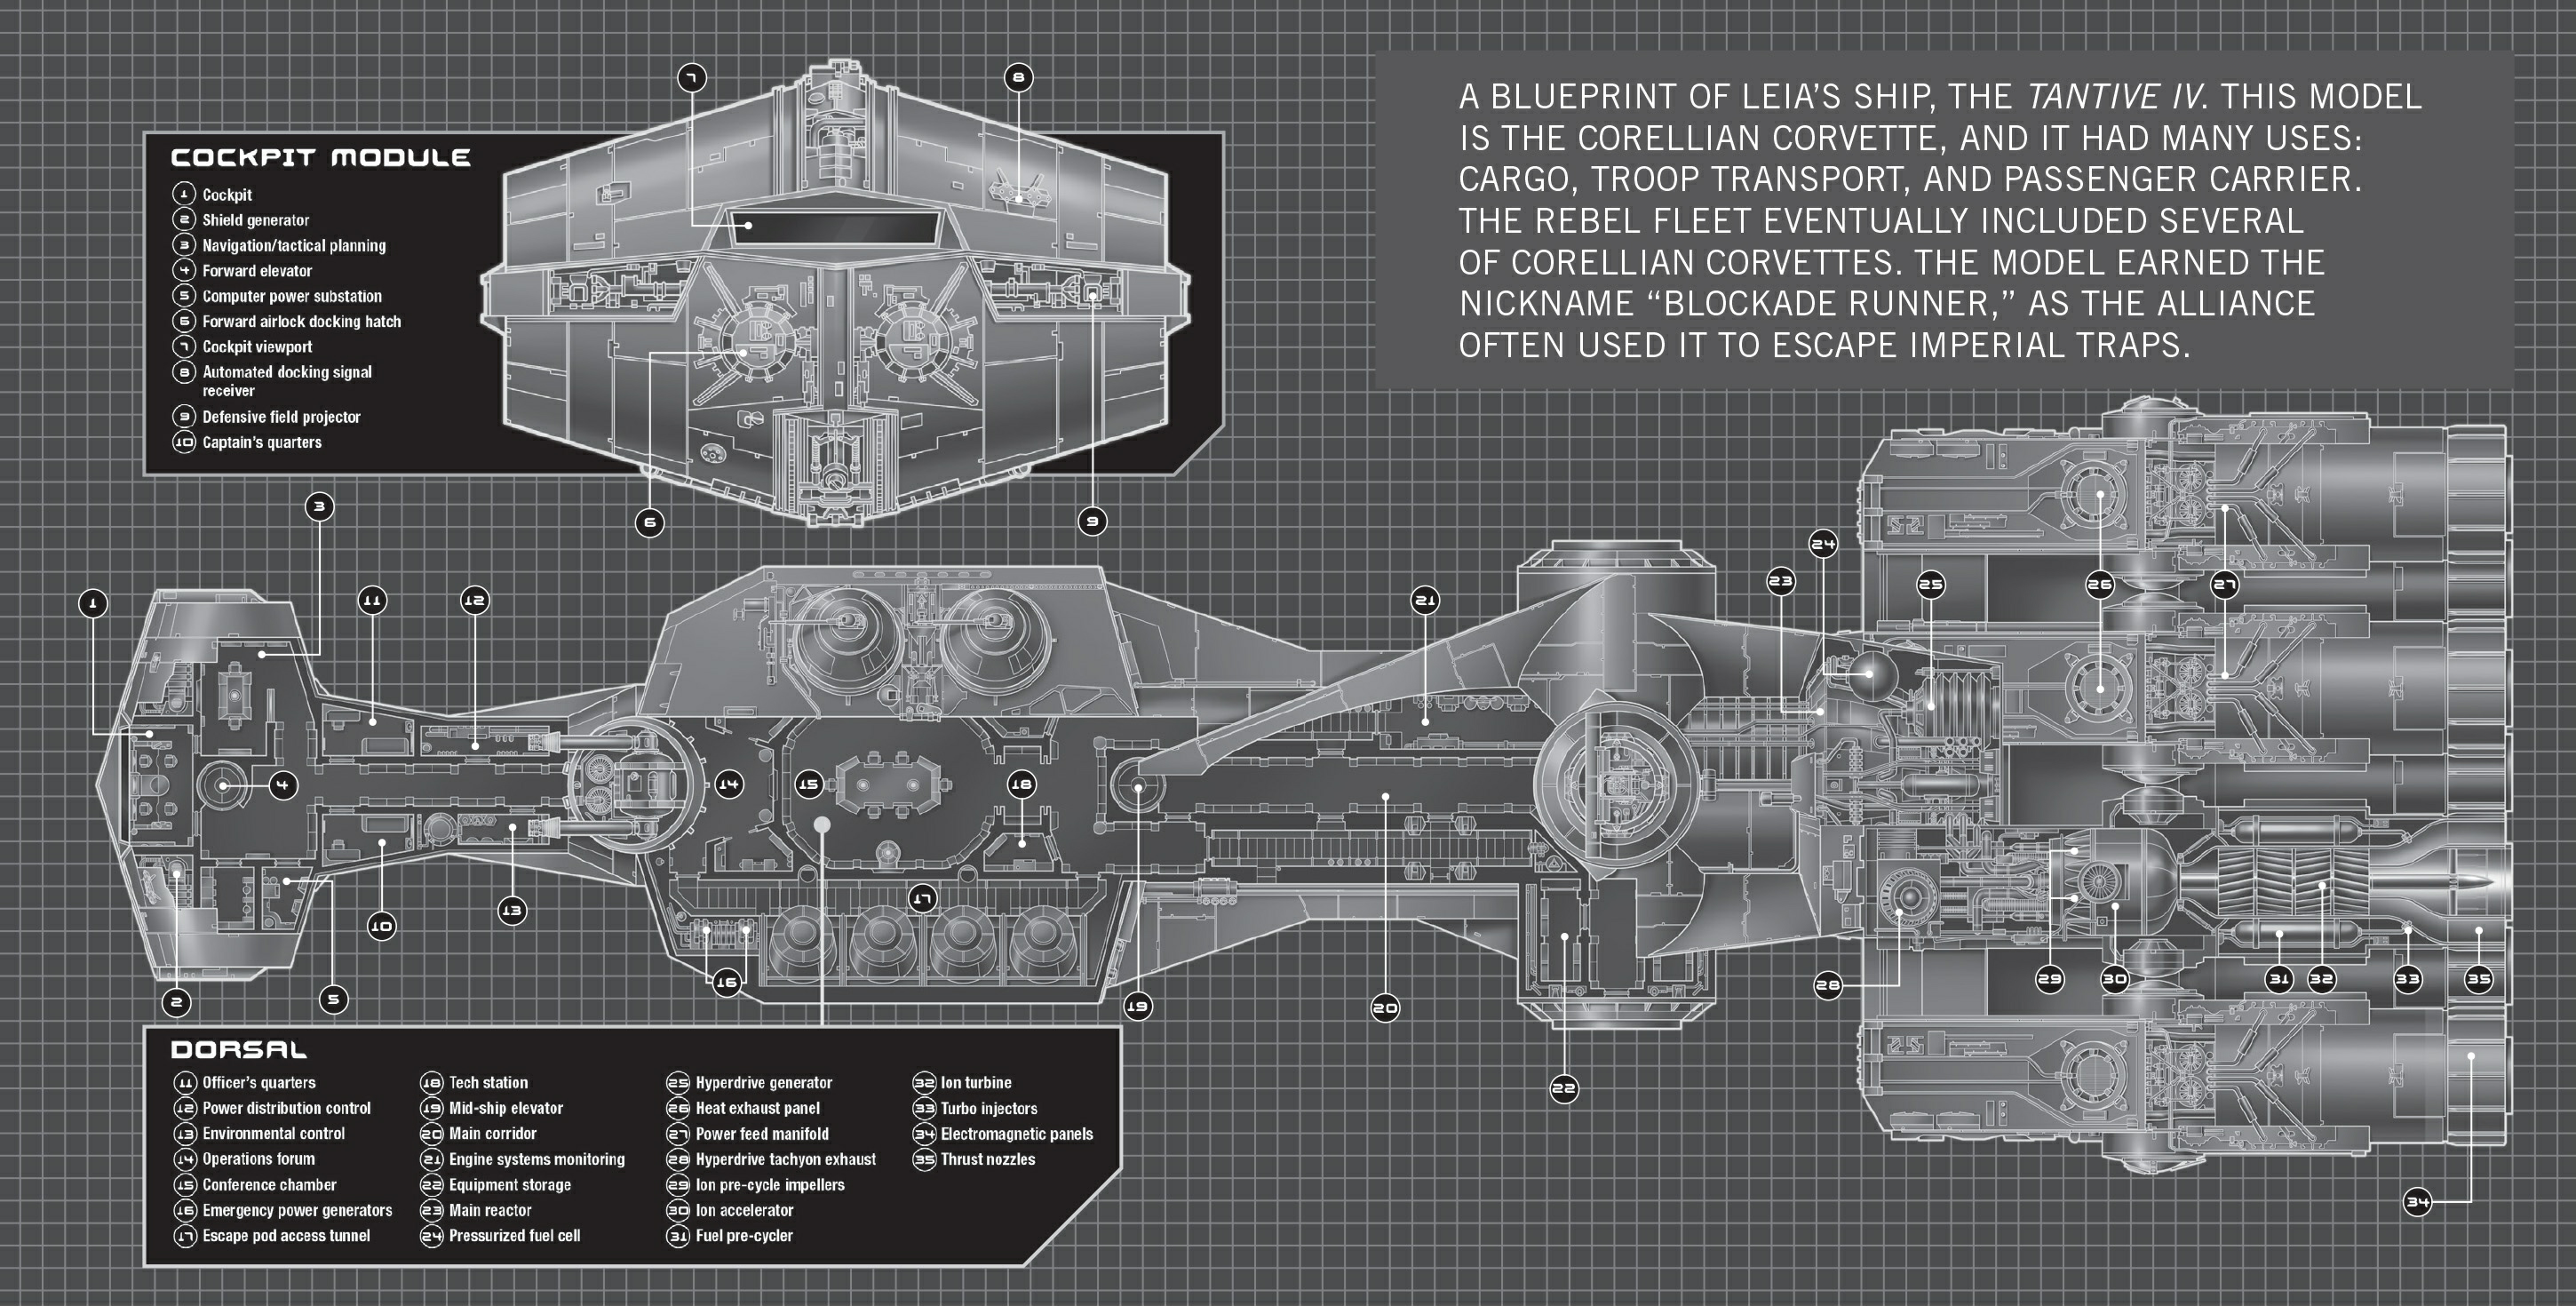 A BLUEPRINT OF LEIA'S SHIP, THE TANTIVE IV. THIS MODEL
IS THE CORELLIAN CORVETTE, AND IT HAD MANY USES:
CARGO, TROOP TRANSPORT, AND PASSENGER CARRIER.
THE REBEL FLEET EVENTUALLY INCLUDED SEVERAL
OF CORELLIAN CORVETTES. THE MODEL EARNED THE
NICKNAME “BLOCKADE RUNNER,” AS THE ALLIANCE
OFTEN USED IT TO ESCAPE IMPERIAL TRAPS.
COCKPIT MODULE
1 Cockpit
2 Shield generator
3 Navigation/tactical planning
4 Forward elevator
5 Computer power substation
6 Forward airlock docking hatch
7 Cockpit viewport
8 Automated docking signal
receiver
9 Defensive field projector
10 Captain's quarters
7
8
6
9
3
1
11
12
21
24
23
25
26
27
4
14
15
18
17
10
13
16
2
5
19
20
22
28
29
30
31
32
33
35
34
DORSAL
11 Officer's quarters
12 Power distribution control
13 Environmental control
14 Operations forum
15 Conference chamber
16 Emergency power generators
17 Escape pod access tunnel
18 Tech station
19 Mid-ship elevator
20 Main corridor
21 Engine systems monitoring
22 Equipment storage
23 Main reactor
24 Pressurized fuel cell
25 Hyperdrive generator
26 Heat exhaust panel
27 Power feed manifold
28 Hyperdrive tachyon exhaust
29 Ion pre-cycle impellers
30 Ion accelerator
31 Fuel pre-cycler
32 Ion turbine
33 Turbo injectors
34 Electromagnetic panels
35 Thrust nozzles